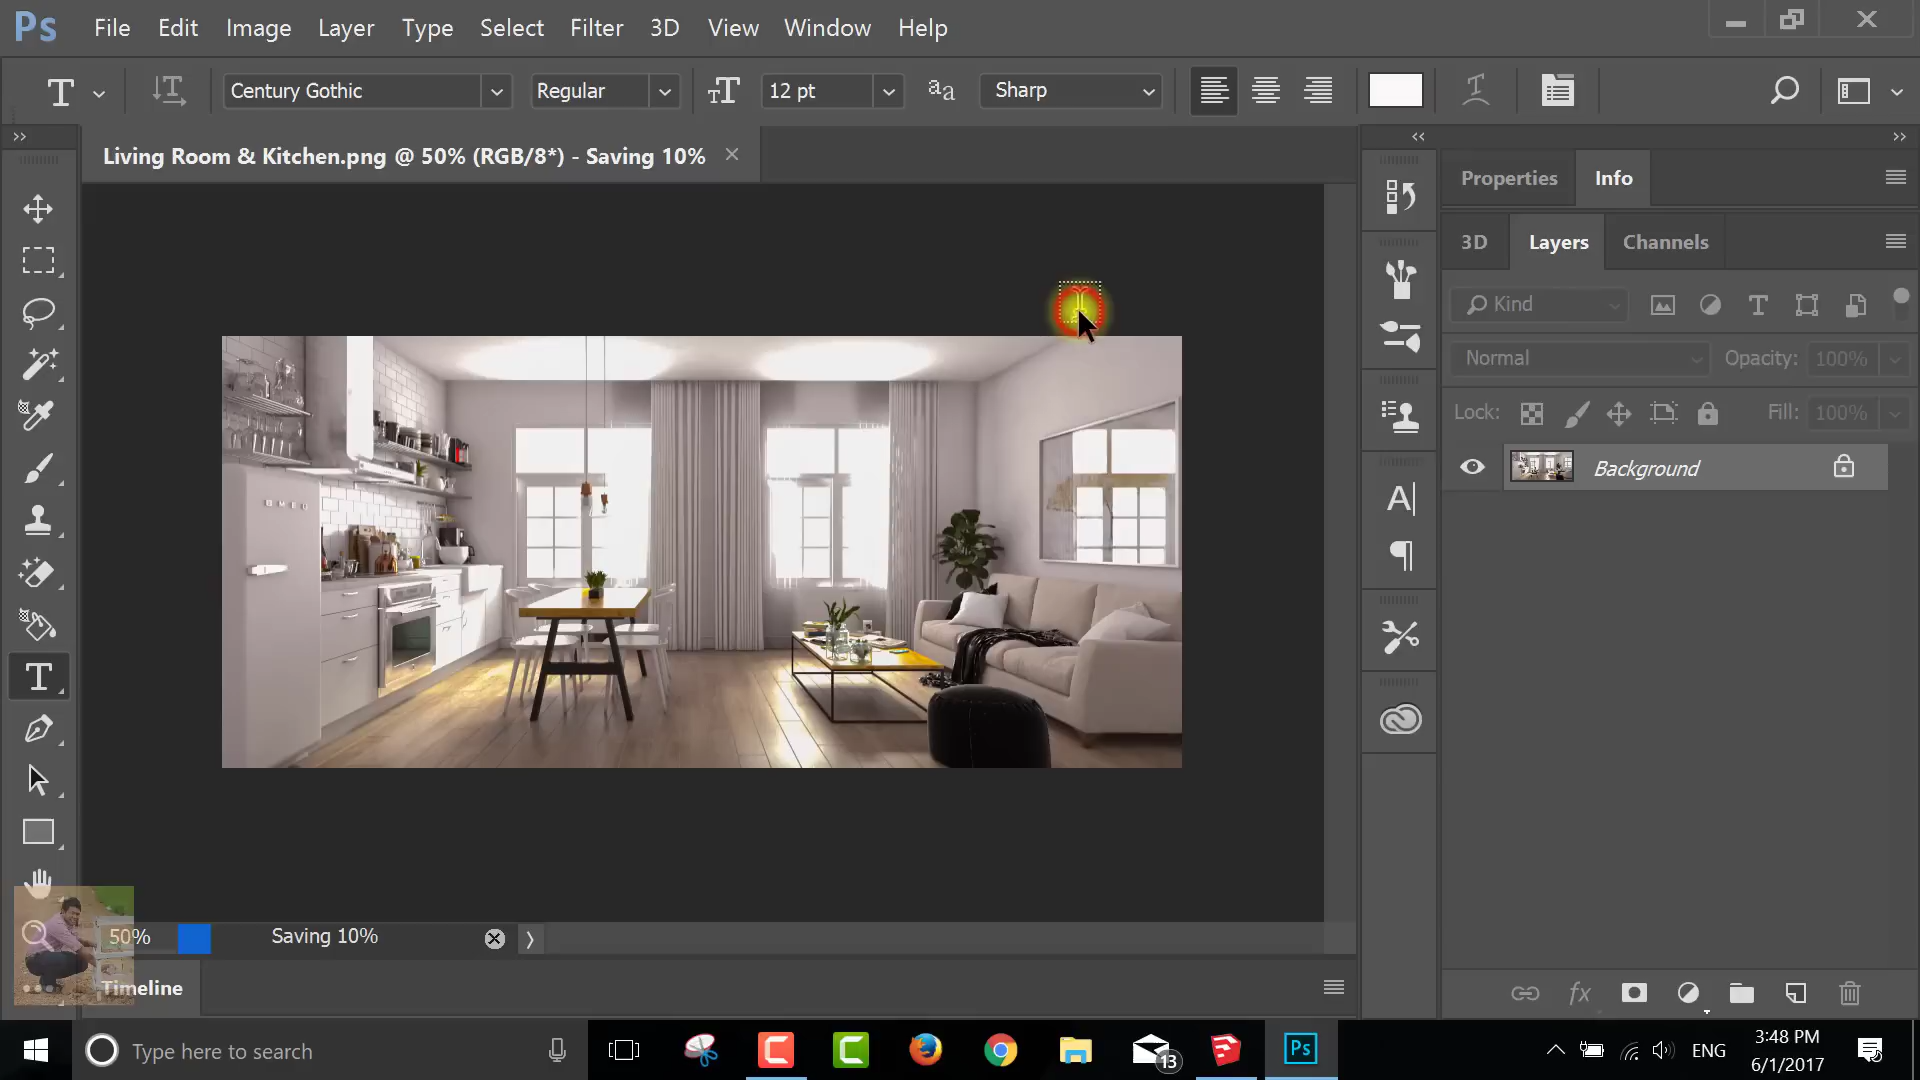 Ps File Edit Image Layer Type Select Filter 3D View Window Help
T Century Gothic Regular 12 pt Sharp
Living Room & Kitchen.png @ 50% (RGB/8*) - Saving 10%
Properties Info
3D Layers Channels
Kind
Normal Opacity: 100%
Lock: Fill: 100%
Background
50% Saving 10%
Timeline
Type here to search
13
Ps
ENG
3:48 PM
6/1/2017